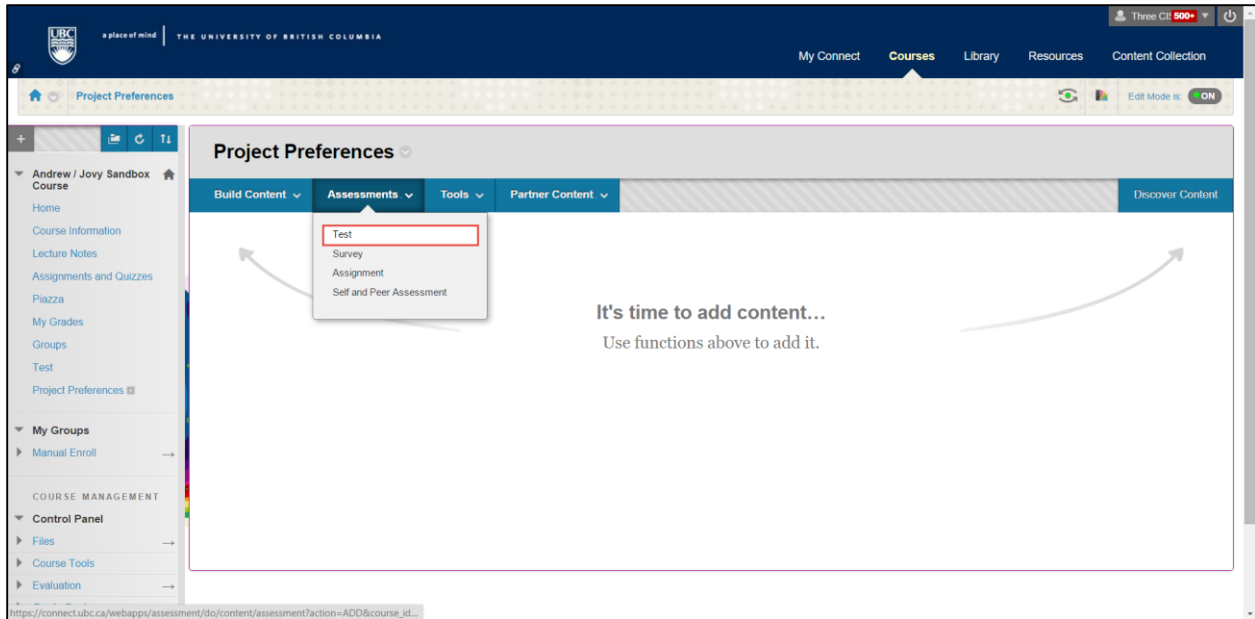 Three CI: 500+
UBC
a place of mind
THE UNIVERSITY OF BRITISH COLUMBIA
My Connect Courses Library Resources Content Collection
Project Preferences
Edit Mode is: ON
Project Preferences
Build Content Assessments Tools Partner Content Discover Content
Test
Survey
Assignment
Self and Peer Assessment
It's time to add content...
Use functions above to add it.
Andrew / Jovy Sandbox
Course
Home
Course Information
Lecture Notes
Assignments and Quizzes
Piazza
My Grades
Groups
Test
Project Preferences
My Groups
Manual Enroll
COURSE MANAGEMENT
Control Panel
Files
Course Tools
Evaluation
https://connect.ubc.ca/webapps/assessment/do/content/assessment?action=ADD&course_id...